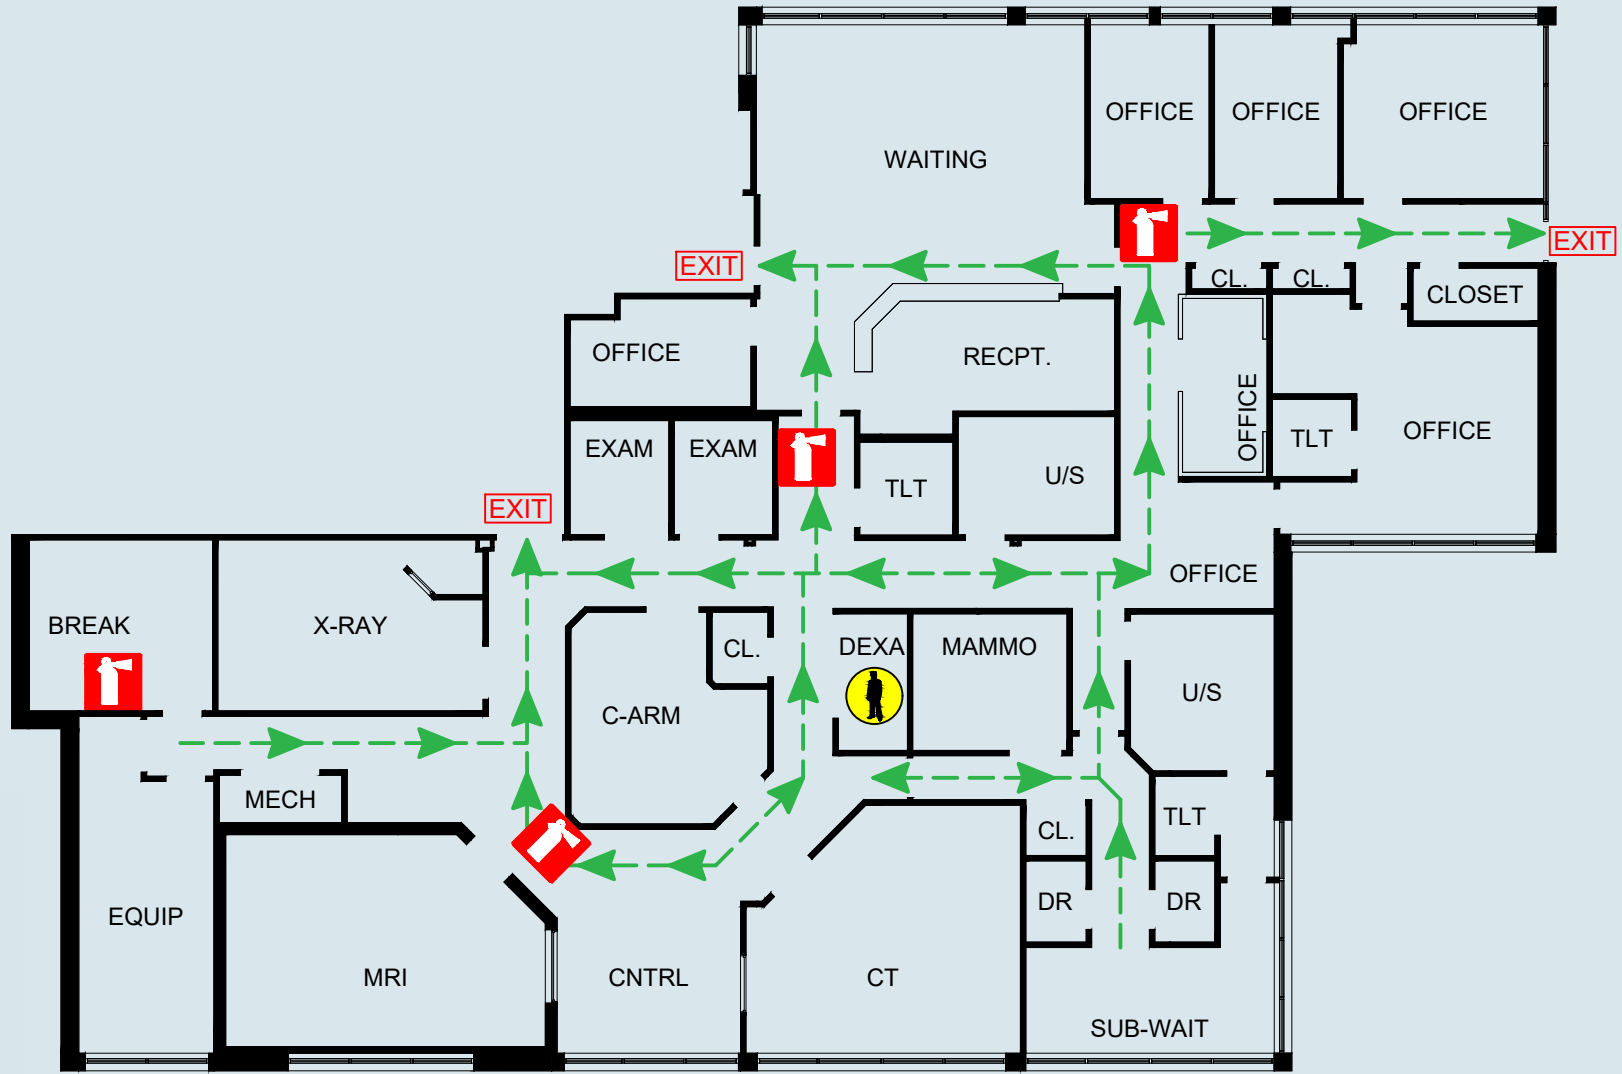 OFFICE
OFFICE
OFFICE
WAITING
EXIT
EXIT
CL.
CL.
CLOSET
OFFICE
RECPT.
OFFICE
TLT
OFFICE
EXAM
EXAM
TLT
U/S
EXIT
OFFICE
BREAK
X-RAY
CL.
DEXA
MAMMO
C-ARM
U/S
MECH
CL.
TLT
EQUIP
DR
DR
MRI
CNTRL
CT
SUB-WAIT